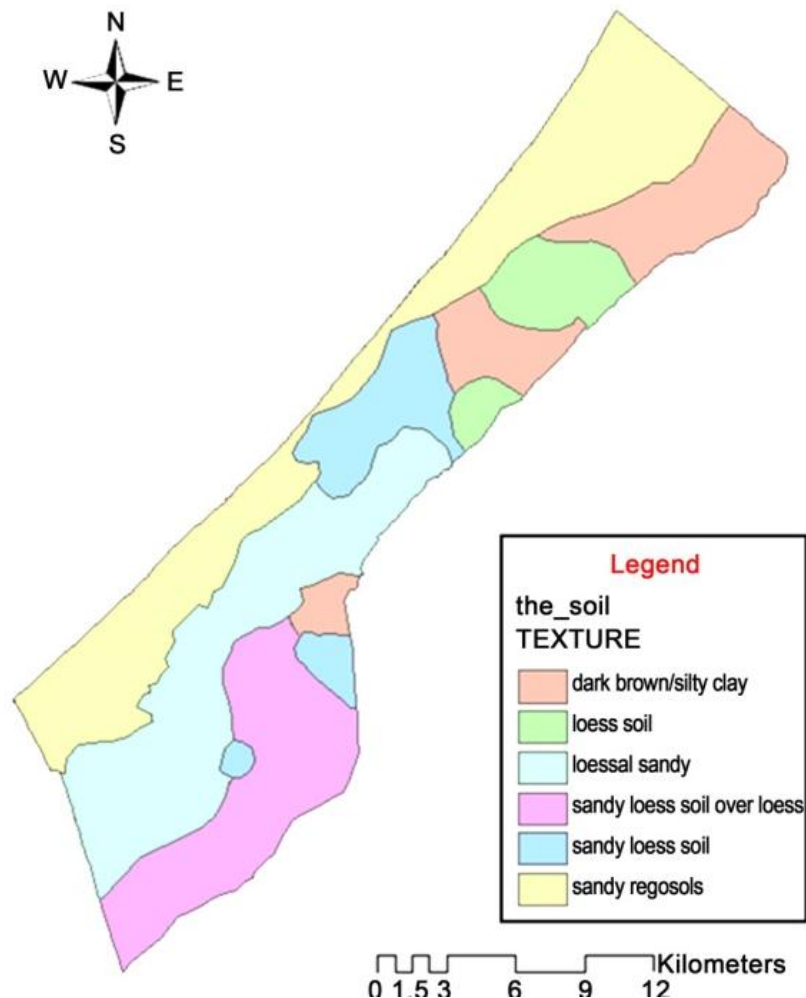 N
W E
S
Legend
the_soil
TEXTURE
dark brown/silty clay
loess soil
loessal sandy
sandy loess soil over loess
sandy loess soil
sandy regosols
Kilometers
0 1.5 3 6 9 12